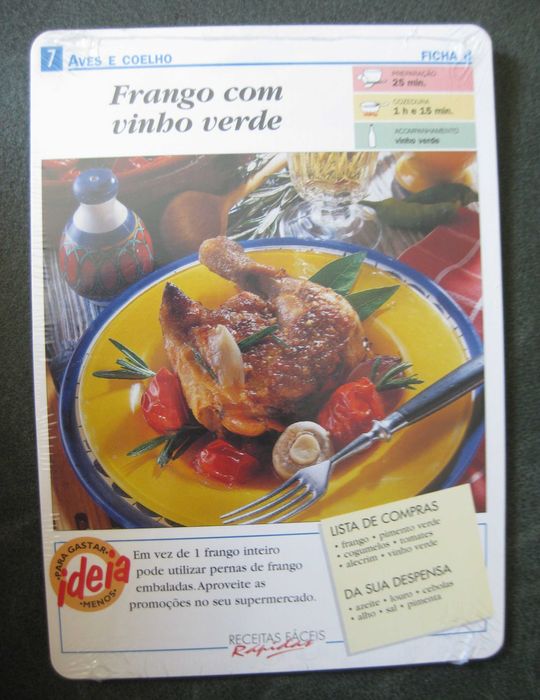 7 AVES E COELHO
FICHA
Frango com
vinho verde
PREPARAÇÃO
25 min.
COZEDURA
1 h e 15 min.
ACOMPANHAMENTO
vinho verde
PARA GASTAR
ideia
•MENOS•
Em vez de 1 frango inteiro
pode utilizar pernas de frango
embaladas. Aproveite as
promoções no seu supermercado.
LISTA DE COMPRAS
• frango • pimento verde
• cogumelos • tomates
• alecrim • vinho verde
DA SUA DESPENSA
• azeite • louro • cebolas
• alho • sal • pimenta
RECEITAS FÁCEIS
Rápidas